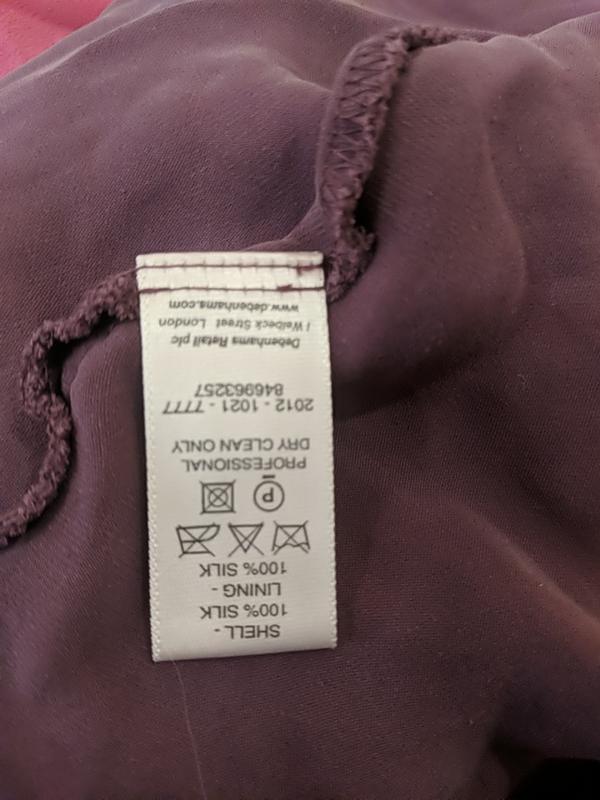 SHELL -
100% SILK
LINING -
100% SILK
P
PROFESSIONAL
DRY CLEAN ONLY
2012 - 1021 - 7777
846963257
Debenhams Retail plc
1 Welbeck Street London
www.debenhams.com